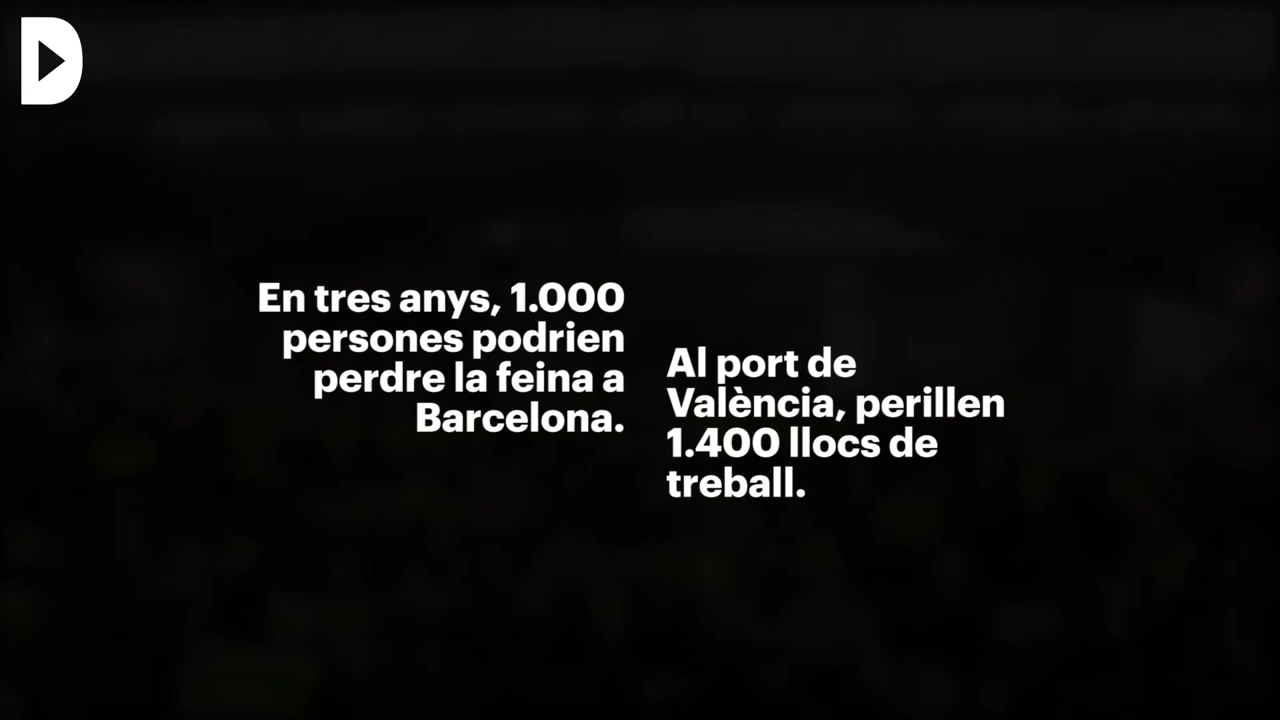 En tres anys, 1.000
persones podrien
perdre la feina a
Barcelona.
Al port de
València, perillen
1.400 llocs de
treball.